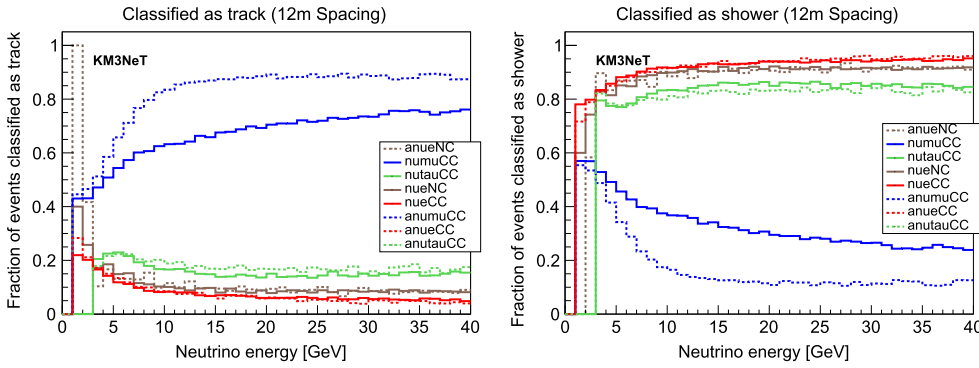 Classified as track (12m Spacing)
Fraction of events classified as track
1
0.8
0.6
0.4
0.2
0
KM3NeT
anueNC
numuCC
nutauCC
nueNC
nueCC
anumuCC
anueCC
anutauCC
0 5 10 15 20 25 30 35 40
Neutrino energy [GeV]
Classified as shower (12m Spacing)
Fraction of events classified as shower
1
0.8
0.6
0.4
0.2
0
KM3NeT
anueNC
numuCC
nutauCC
nueNC
nueCC
anumuCC
anueCC
anutauCC
0 5 10 15 20 25 30 35 40
Neutrino energy [GeV]